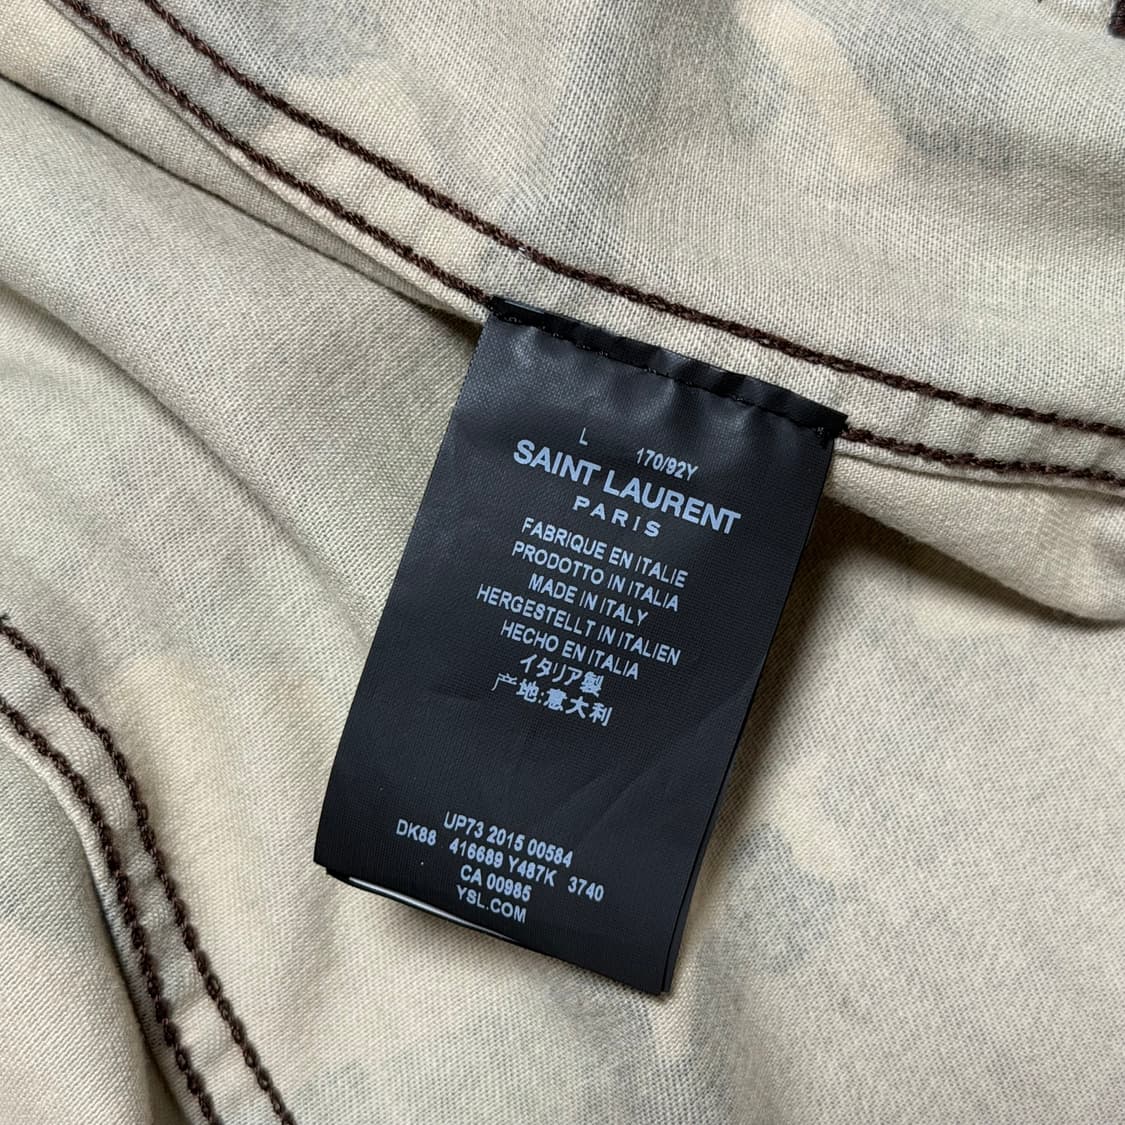 L 170/92Y
SAINT LAURENT
PARIS
FABRIQUE EN ITALIE
PRODOTTO IN ITALIA
MADE IN ITALY
HERGESTELLT IN ITALIEN
HECHO EN ITALIA
イタリア製
产地:意大利
UP73 2015 00584
DK88 416689 Y487K 3740
CA 00985
YSL.COM